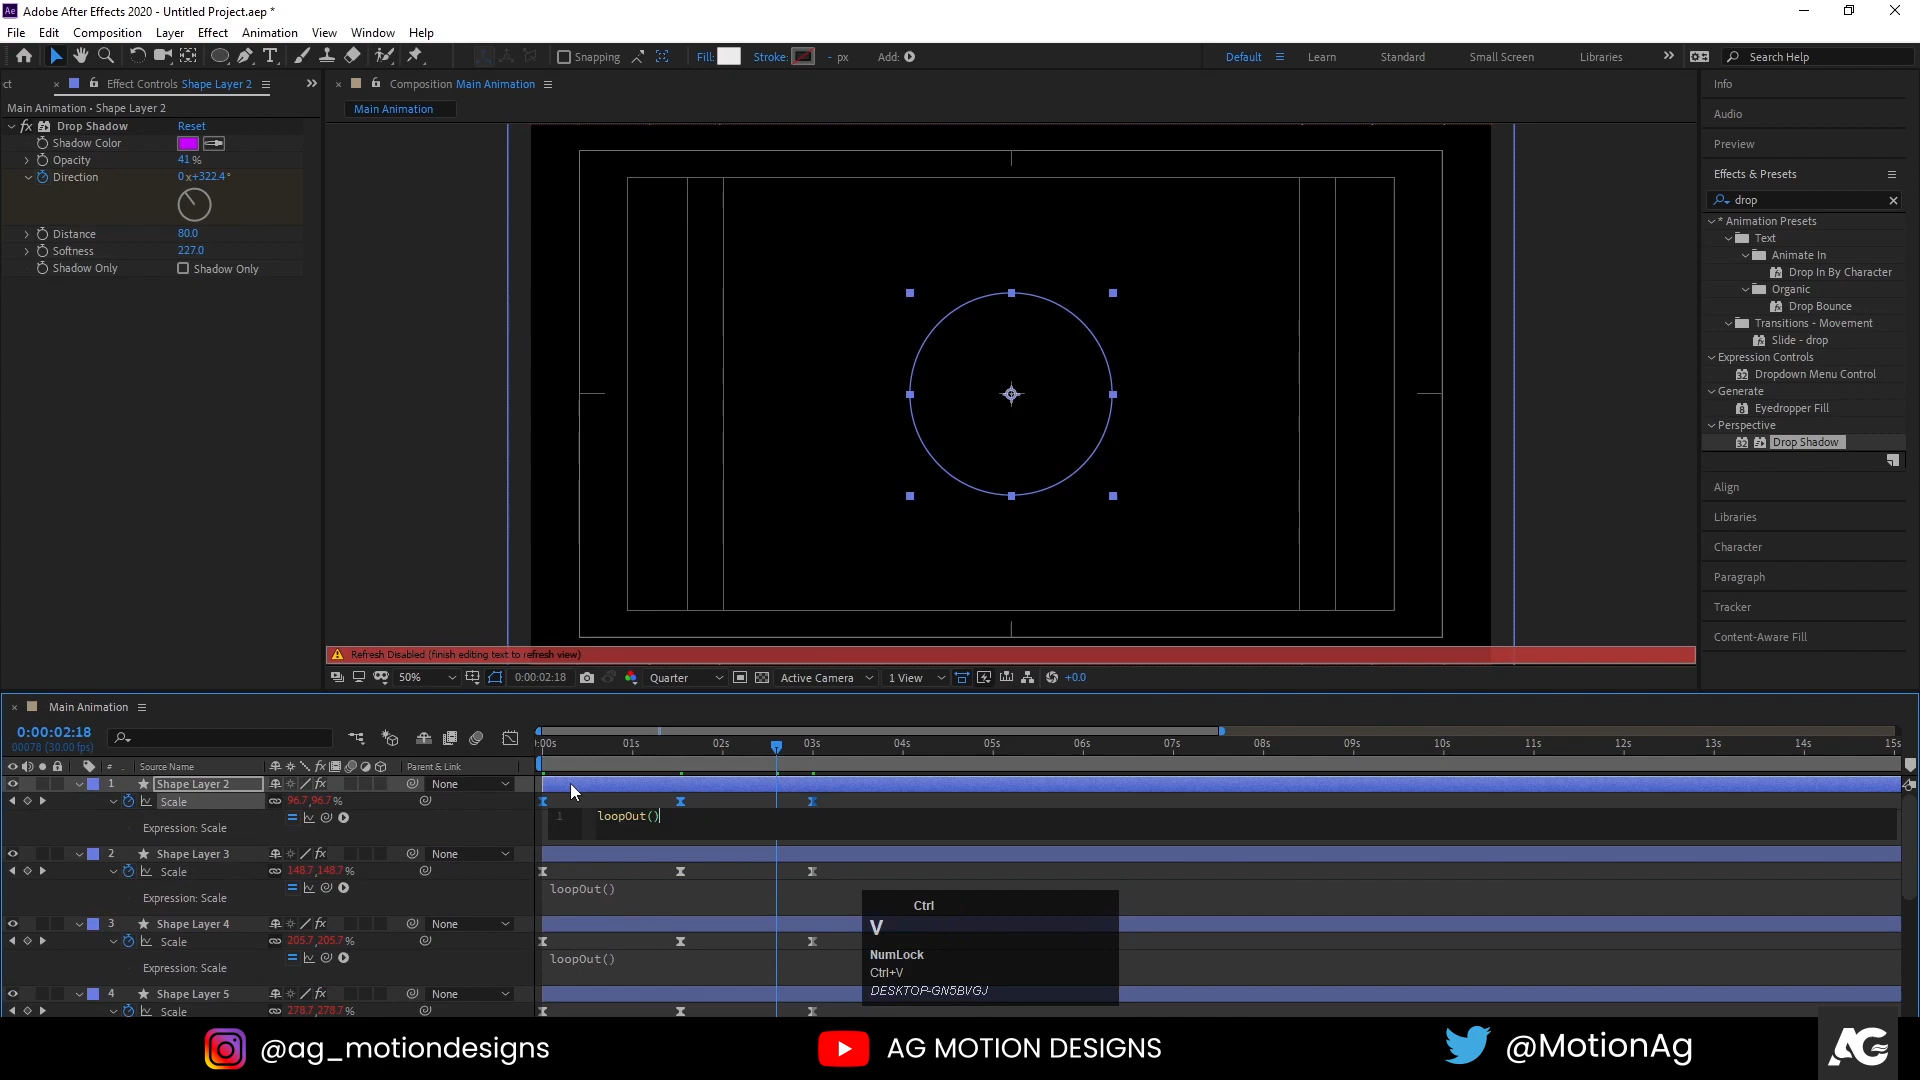 Ae Adobe After Effects 2020 - Untitled Project.aep *
File Edit Composition Layer Effect Animation View Window Help
Snapping Fill: Stroke: - px Add: Default Learn Standard Small Screen Libraries Search Help
ct Effect Controls Shape Layer 2
Main Animation • Shape Layer 2
fx Drop Shadow Reset
Shadow Color
Opacity 41 %
Direction 0x+322.4°
Distance 80.0
Softness 227.0
Shadow Only Shadow Only
Composition Main Animation
Main Animation
Refresh Disabled (finish editing text to refresh view)
50% 0:00:02:18 Quarter Active Camera 1 View +0.0
Info
Audio
Preview
Effects & Presets
drop
* Animation Presets
Text
Animate In
Drop In By Character
Organic
Drop Bounce
Transitions - Movement
Slide - drop
Expression Controls
Dropdown Menu Control
Generate
Eyedropper Fill
Perspective
Drop Shadow
Align
Libraries
Character
Paragraph
Tracker
Content-Aware Fill
Main Animation
0:00:02:18
00078 (30.00 fps)
:00s 01s 02s 03s 04s 05s 06s 07s 08s 09s 10s 11s 12s 13s 14s 15s
# Source Name Parent & Link
1 Shape Layer 2 None
Scale 96.7,96.7%
1 loopOut()
Expression: Scale
2 Shape Layer 3 None
Scale 148.7,148.7%
loopOut()
Expression: Scale
3 Shape Layer 4 None
Scale 205.7,205.7%
loopOut()
Expression: Scale
4 Shape Layer 5 None
Scale 278.7,278.7%
Ctrl
V
NumLock
Ctrl+V
DESKTOP-GN5BVGJ
@ag_motiondesigns AG MOTION DESIGNS @MotionAg AG